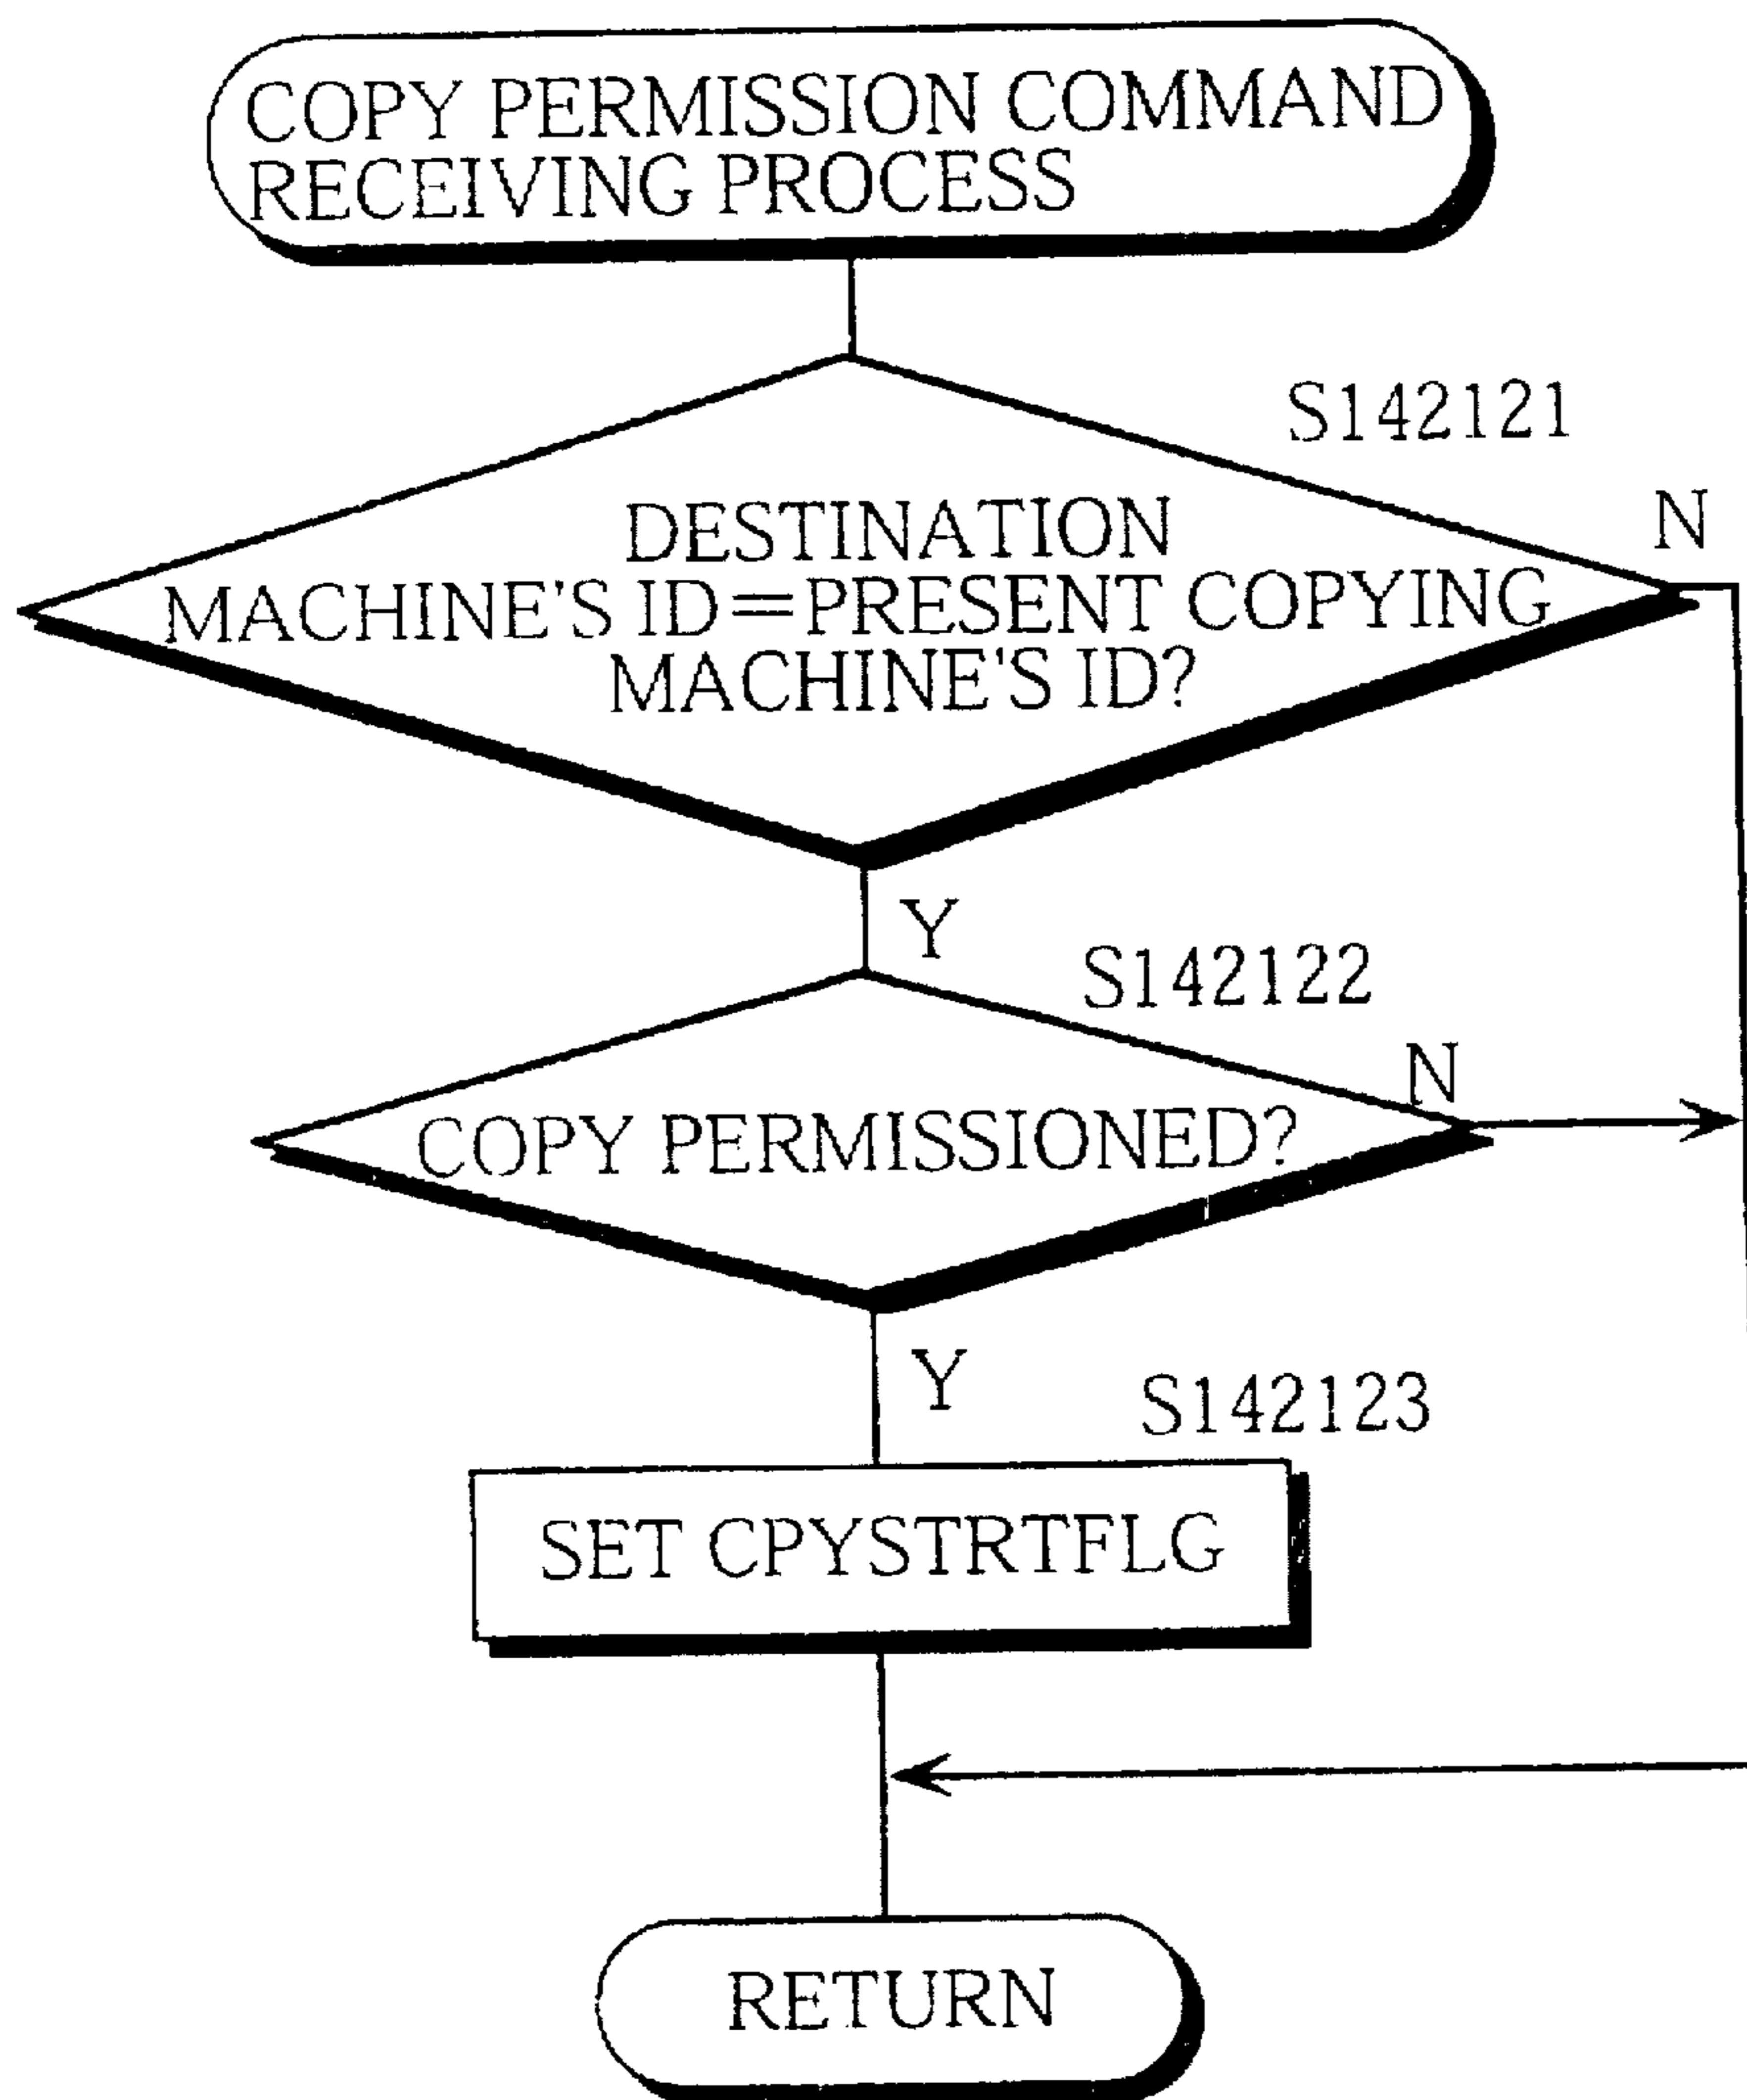 COPY PERMISSION COMMAND
RECEIVING PROCESS
S142121
N
DESTINATION
MACHINE'S ID=PRESENT COPYING
MACHINE'S ID?
Y
S142122
N
COPY PERMISSIONED?
Y
S142123
SET CPYSTRTFLG
RETURN